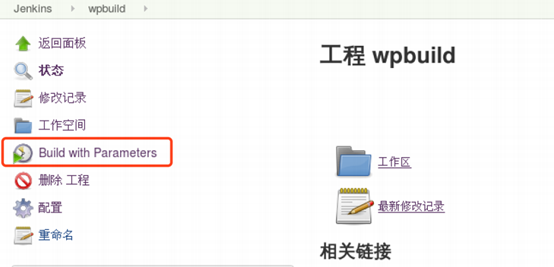 Jenkins wpbuild
返回面板
状态
修改记录
工作空间
Build with Parameters
删除 工程
配置
重命名
工程 wpbuild
工作区
最新修改记录
相关链接